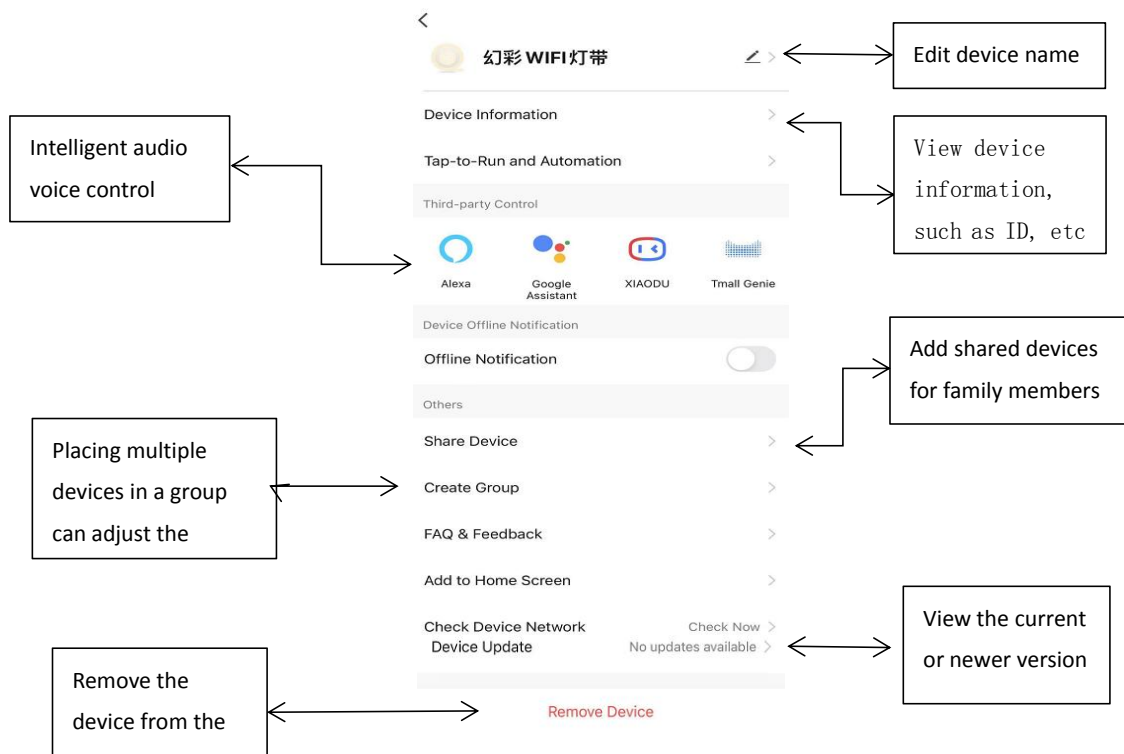 幻彩 WIFI灯带
Edit device name
Device Information
View device
information,
such as ID, etc
Intelligent audio
voice control
Tap-to-Run and Automation
Third-party Control
Alexa
Google
Assistant
XIAODU
Tmall Genie
Device Offline Notification
Offline Notification
Add shared devices
for family members
Others
Share Device
Placing multiple
devices in a group
can adjust the
Create Group
FAQ & Feedback
Add to Home Screen
Check Device Network
Check Now
Device Update
No updates available
View the current
or newer version
Remove the
device from the
Remove Device